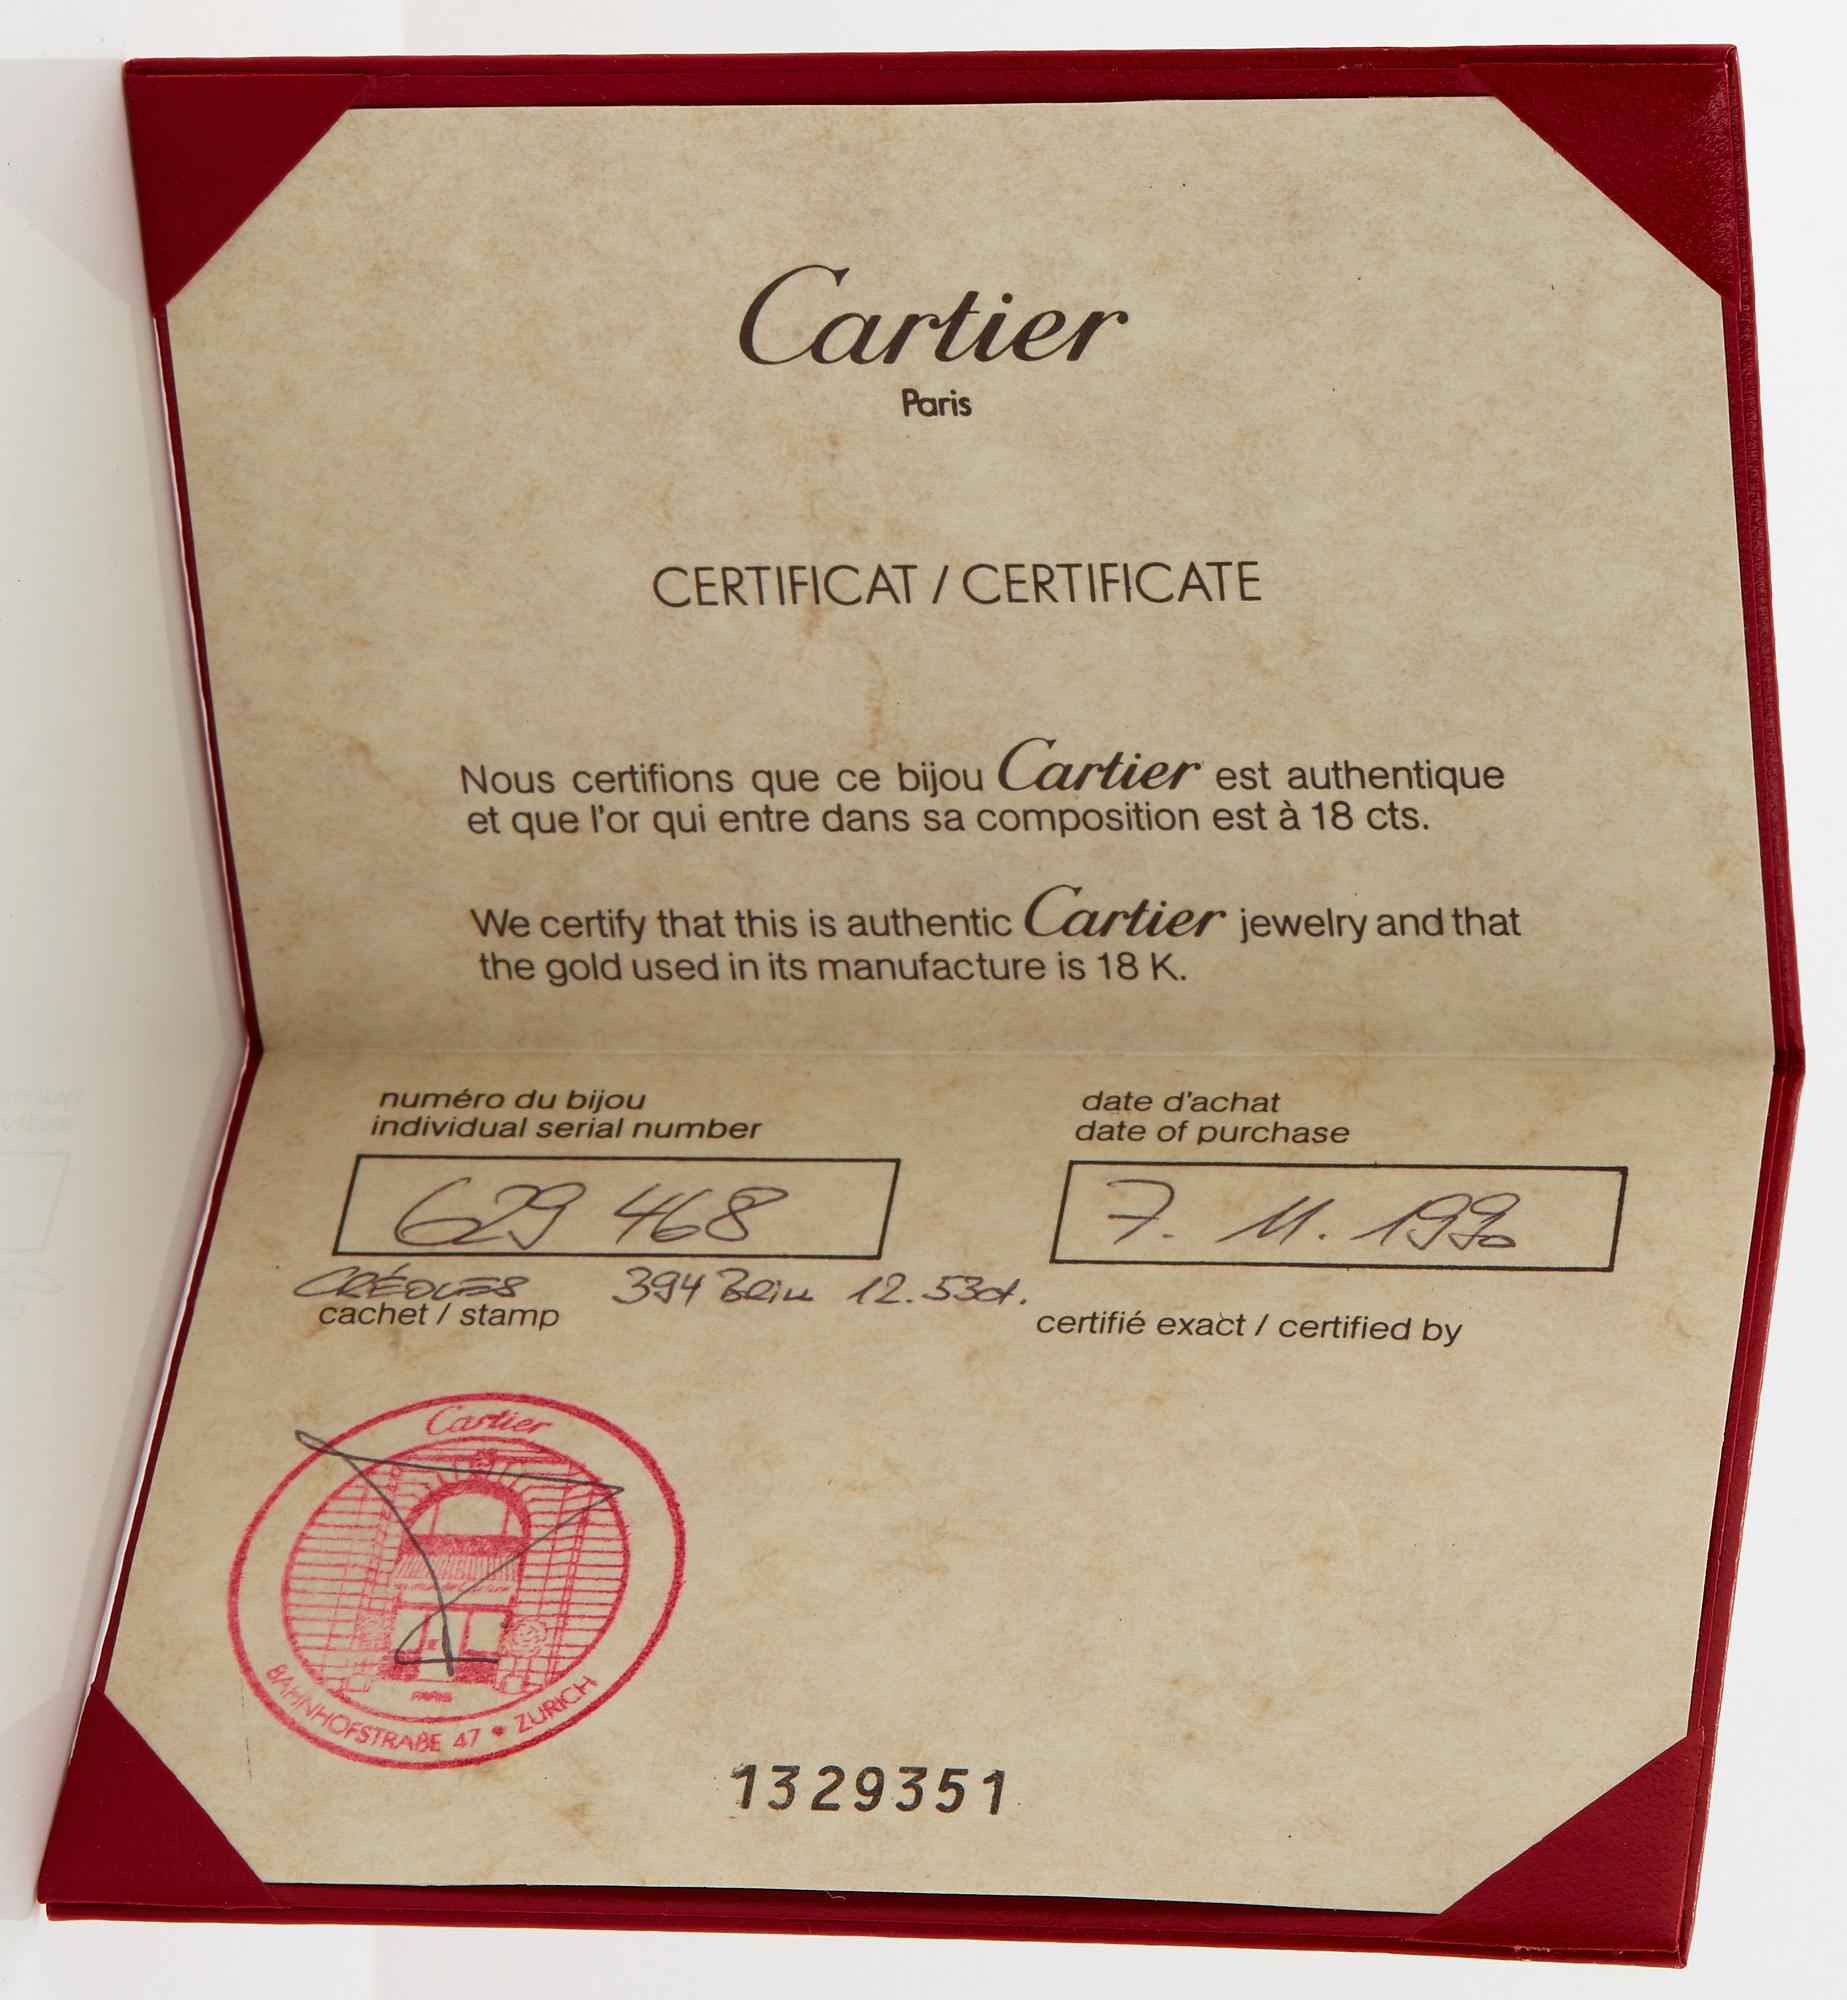 Cartier
Paris
CERTIFICAT / CERTIFICATE
Nous certifions que ce bijou Cartier est authentique
et que l'or qui entre dans sa composition est à 18 cts.
We certify that this is authentic Cartier jewelry and that
the gold used in its manufacture is 18 K.
numéro du bijou
individual serial number
629 468
date d'achat
date of purchase
7. 11. 1990
CRÉOLES 394 12.53ct.
cachet / stamp
certifié exact / certified by
Cartier
PARIS
BAHNHOFSTRAßE 47 • ZURICH
1329351